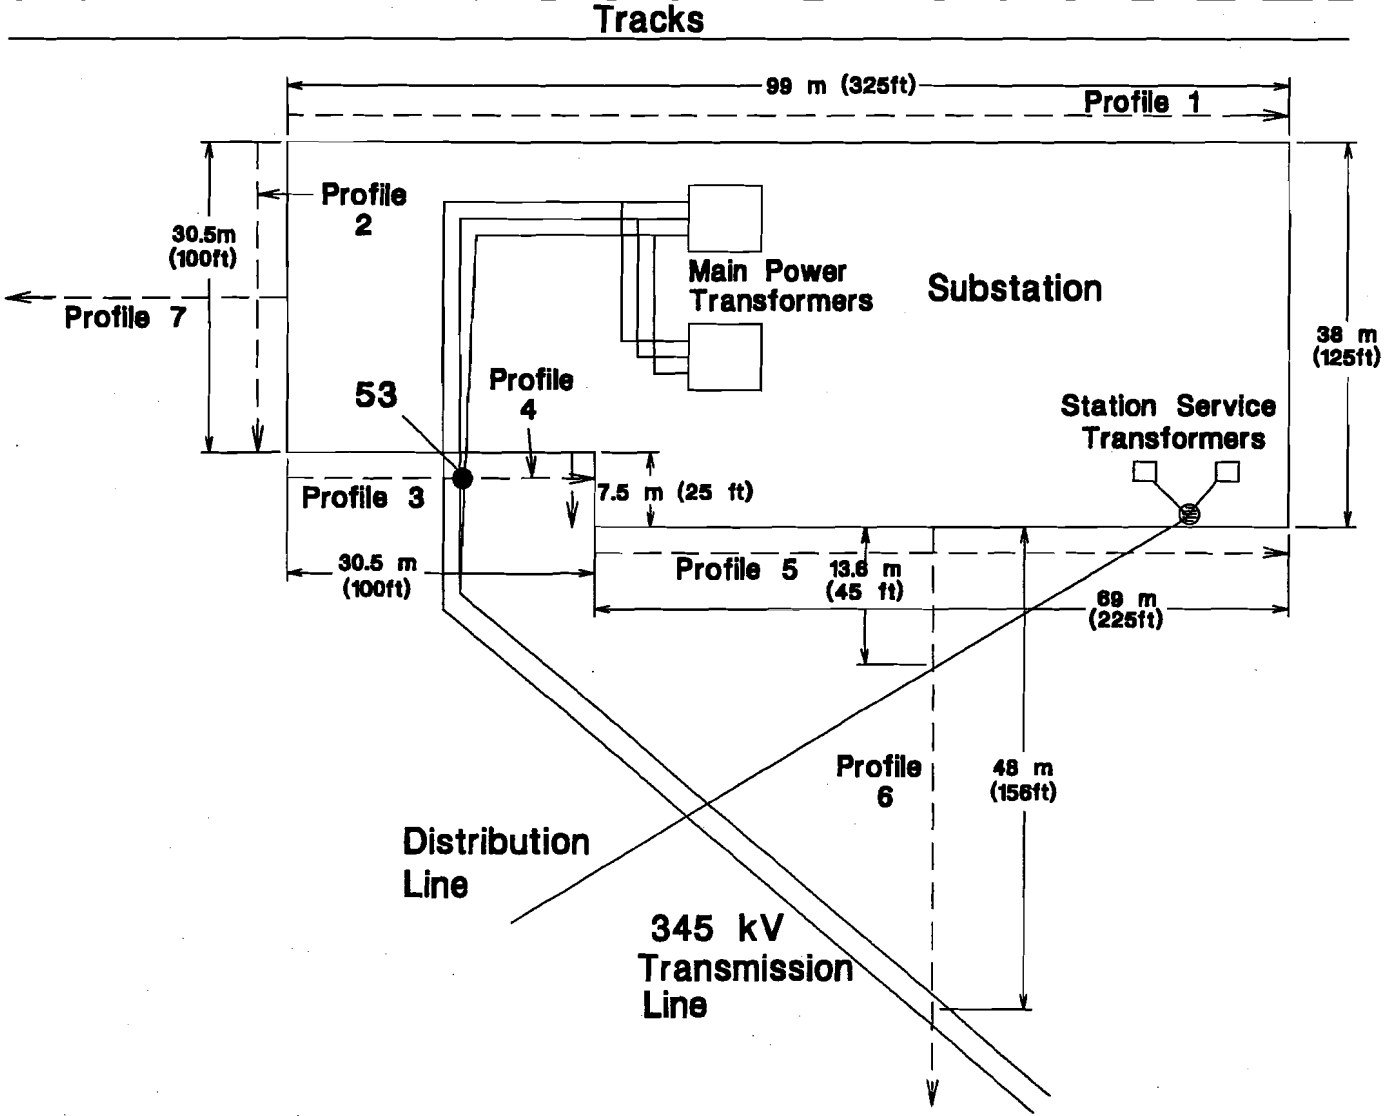 Tracks
99 m (325ft)
Profile 1
Profile
2
30.5m
(100ft)
Main Power
Transformers
Substation
Profile 7
38 m
(125ft)
53
Profile
4
Station Service
Transformers
Profile 3
7.5 m (25 ft)
30.5 m
(100ft)
Profile 5
13.6 m
(45 ft)
69 m
(225ft)
Profile
6
48 m
(156ft)
Distribution
Line
345 kV
Transmission
Line